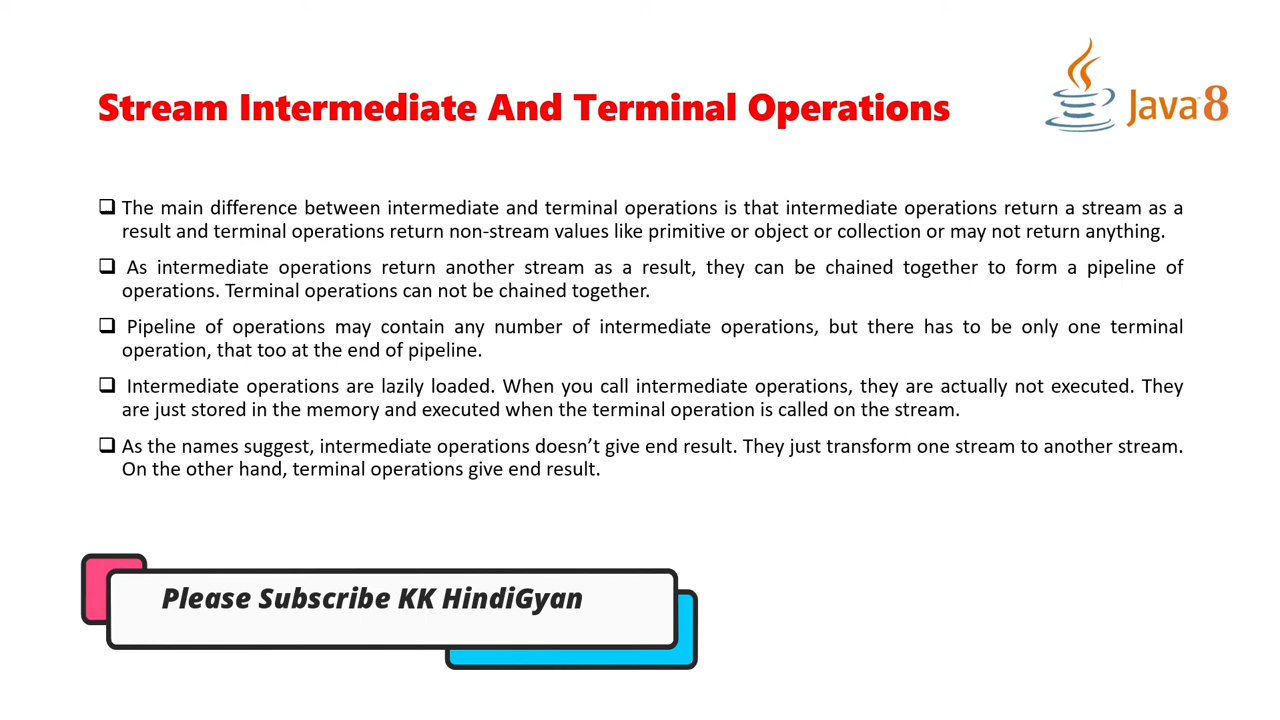 Stream Intermediate And Terminal Operations
Java 8
The main difference between intermediate and terminal operations is that intermediate operations return a stream as a
result and terminal operations return non-stream values like primitive or object or collection or may not return anything.
As intermediate operations return another stream as a result, they can be chained together to form a pipeline of
operations. Terminal operations can not be chained together.
Pipeline of operations may contain any number of intermediate operations, but there has to be only one terminal
operation, that too at the end of pipeline.
Intermediate operations are lazily loaded. When you call intermediate operations, they are actually not executed. They
are just stored in the memory and executed when the terminal operation is called on the stream.
As the names suggest, intermediate operations doesn’t give end result. They just transform one stream to another stream.
On the other hand, terminal operations give end result.
Please Subscribe KK HindiGyan